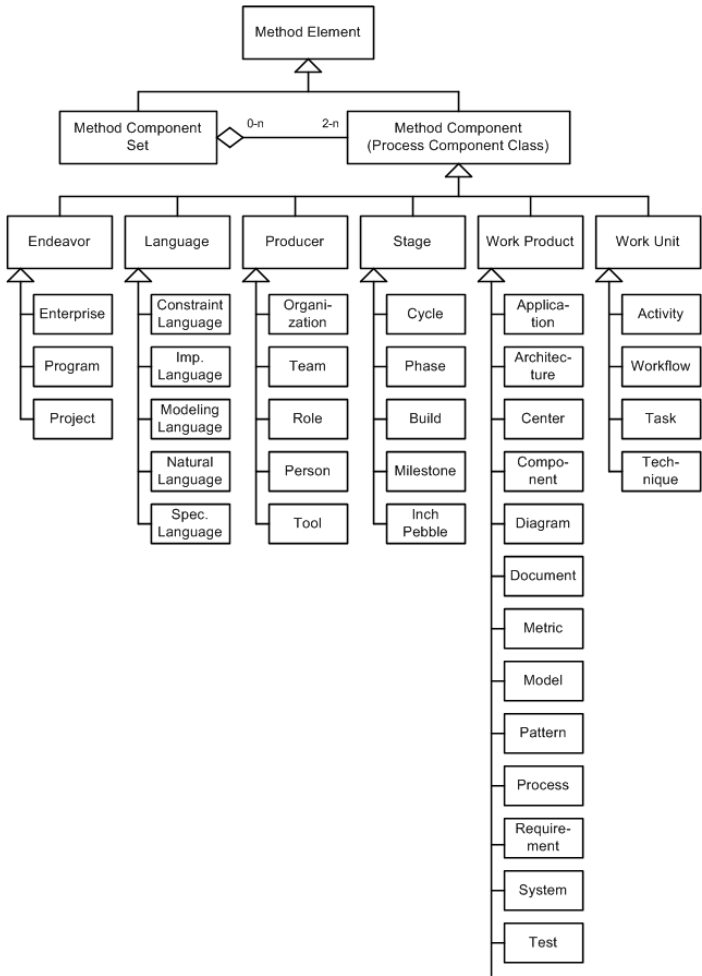 Method Element
Method Component
Set
0-n
2-n
Method Component
(Process Component Class)
Endeavor
Language
Producer
Stage
Work Product
Work Unit
Enterprise
Program
Project
Constraint
Language
Imp.
Language
Modeling
Language
Natural
Language
Spec.
Language
Organi-
zation
Team
Role
Person
Tool
Cycle
Phase
Build
Milestone
Inch
Pebble
Applica-
tion
Architec-
ture
Center
Compo-
nent
Diagram
Document
Metric
Model
Pattern
Process
Require-
ment
System
Test
Activity
Workflow
Task
Tech-
nique